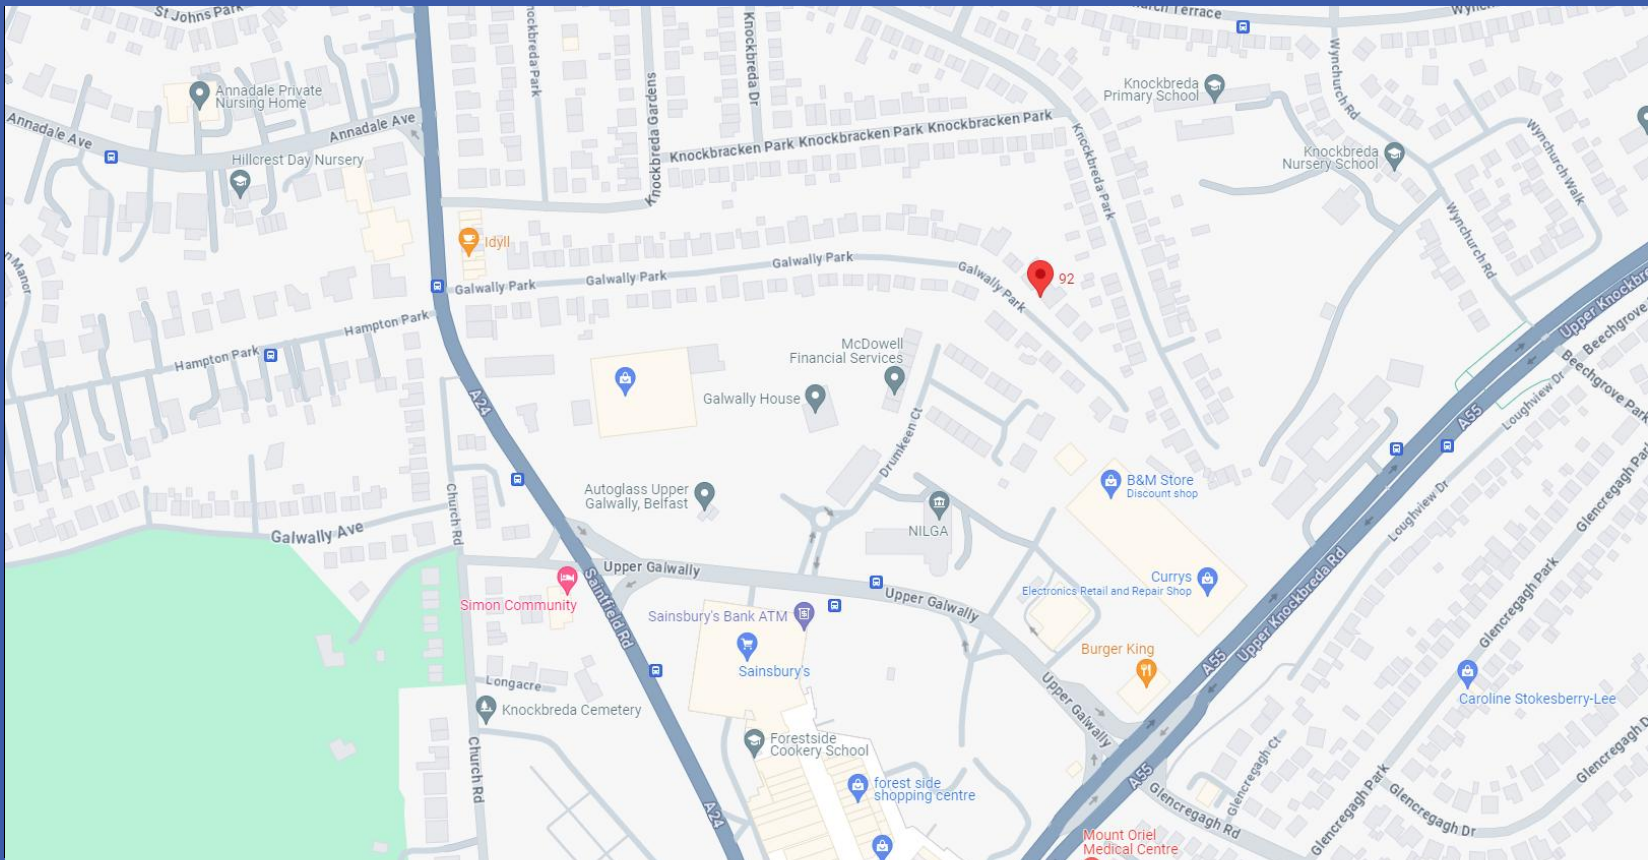 St Johns Park
Church Terrace
Knockbreda Park
Knockbreda Gardens
Knockbreda Dr
Wynchurch Rd
Annadale Private
Nursing Home
Knockbreda
Primary School
Annadale Ave
Annadale Ave
Knockbracken Park
Knockbracken Park
Knockbreda Park
Wynchurch Walk
Hillcrest Day Nursery
Knockbreda
Nursery School
Wynchurch Rd
Idyll
Galwally Park
Galwally Park
Galwally Park
Galwally Park
92
Hampton Park
Hampton Park
Upper Knockbre
Beechgrove
Beechgrove Park
McDowell
Financial Services
Galwally House
A24
Drumkeen Ct
Loughview Dr
A55
B&M Store
Discount shop
Autoglass Upper
Galwally, Belfast
Church Rd
Galwally Ave
NILGA
Loughview Dr
Glencregagh Park
Upper Galwally
Saintfield Rd
Simon Community
Upper Galwally
Currys
Electronics Retail and Repair Shop
Upper Knockbreda Rd
Glencregagh Park
Sainsbury's Bank ATM
Sainsbury's
Burger King
A55
Upper Galwally
Longacre
Knockbreda Cemetery
Caroline Stokesberry-Lee
Church Rd
Forestside
Cookery School
forest side
shopping centre
A24
A55
Glencregagh Ct
Glencregagh Rd
Glencregagh Park
Glencregagh Dr
Glencregagh D
Mount Oriel
Medical Centre